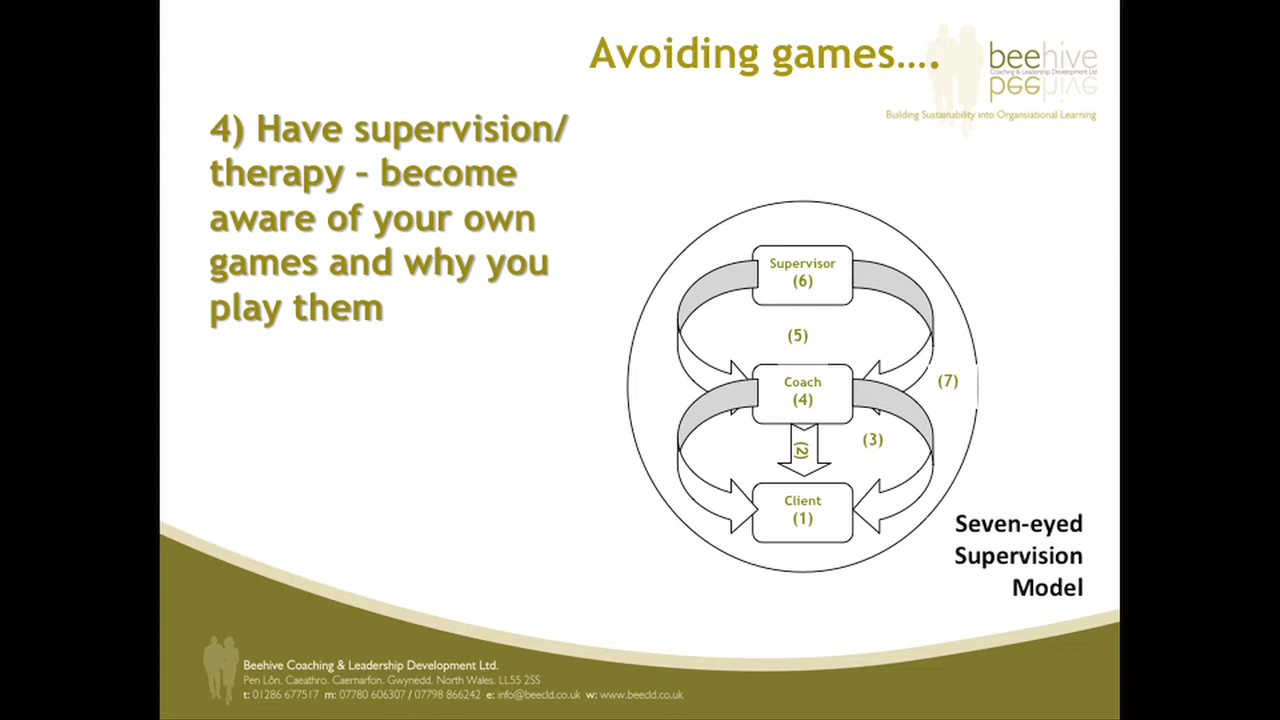 Avoiding games....
beehive
Coaching & Leadership Development Ltd
beehive
Building Sustainability into Organsiational Learning
4) Have supervision/
therapy - become
aware of your own
games and why you
play them
Supervisor
(6)
(5)
Coach
(4)
(7)
(3)
(2)
Client
(1)
Seven-eyed
Supervision
Model
Beehive Coaching & Leadership Development Ltd.
Pen Lôn. Caeathro. Caernarfon. Gwynedd. North Wales. LL55 2SS
t: 01286 677517 m: 07780 606307 / 07798 866242 e: info@beecld.co.uk w: www.beecld.co.uk